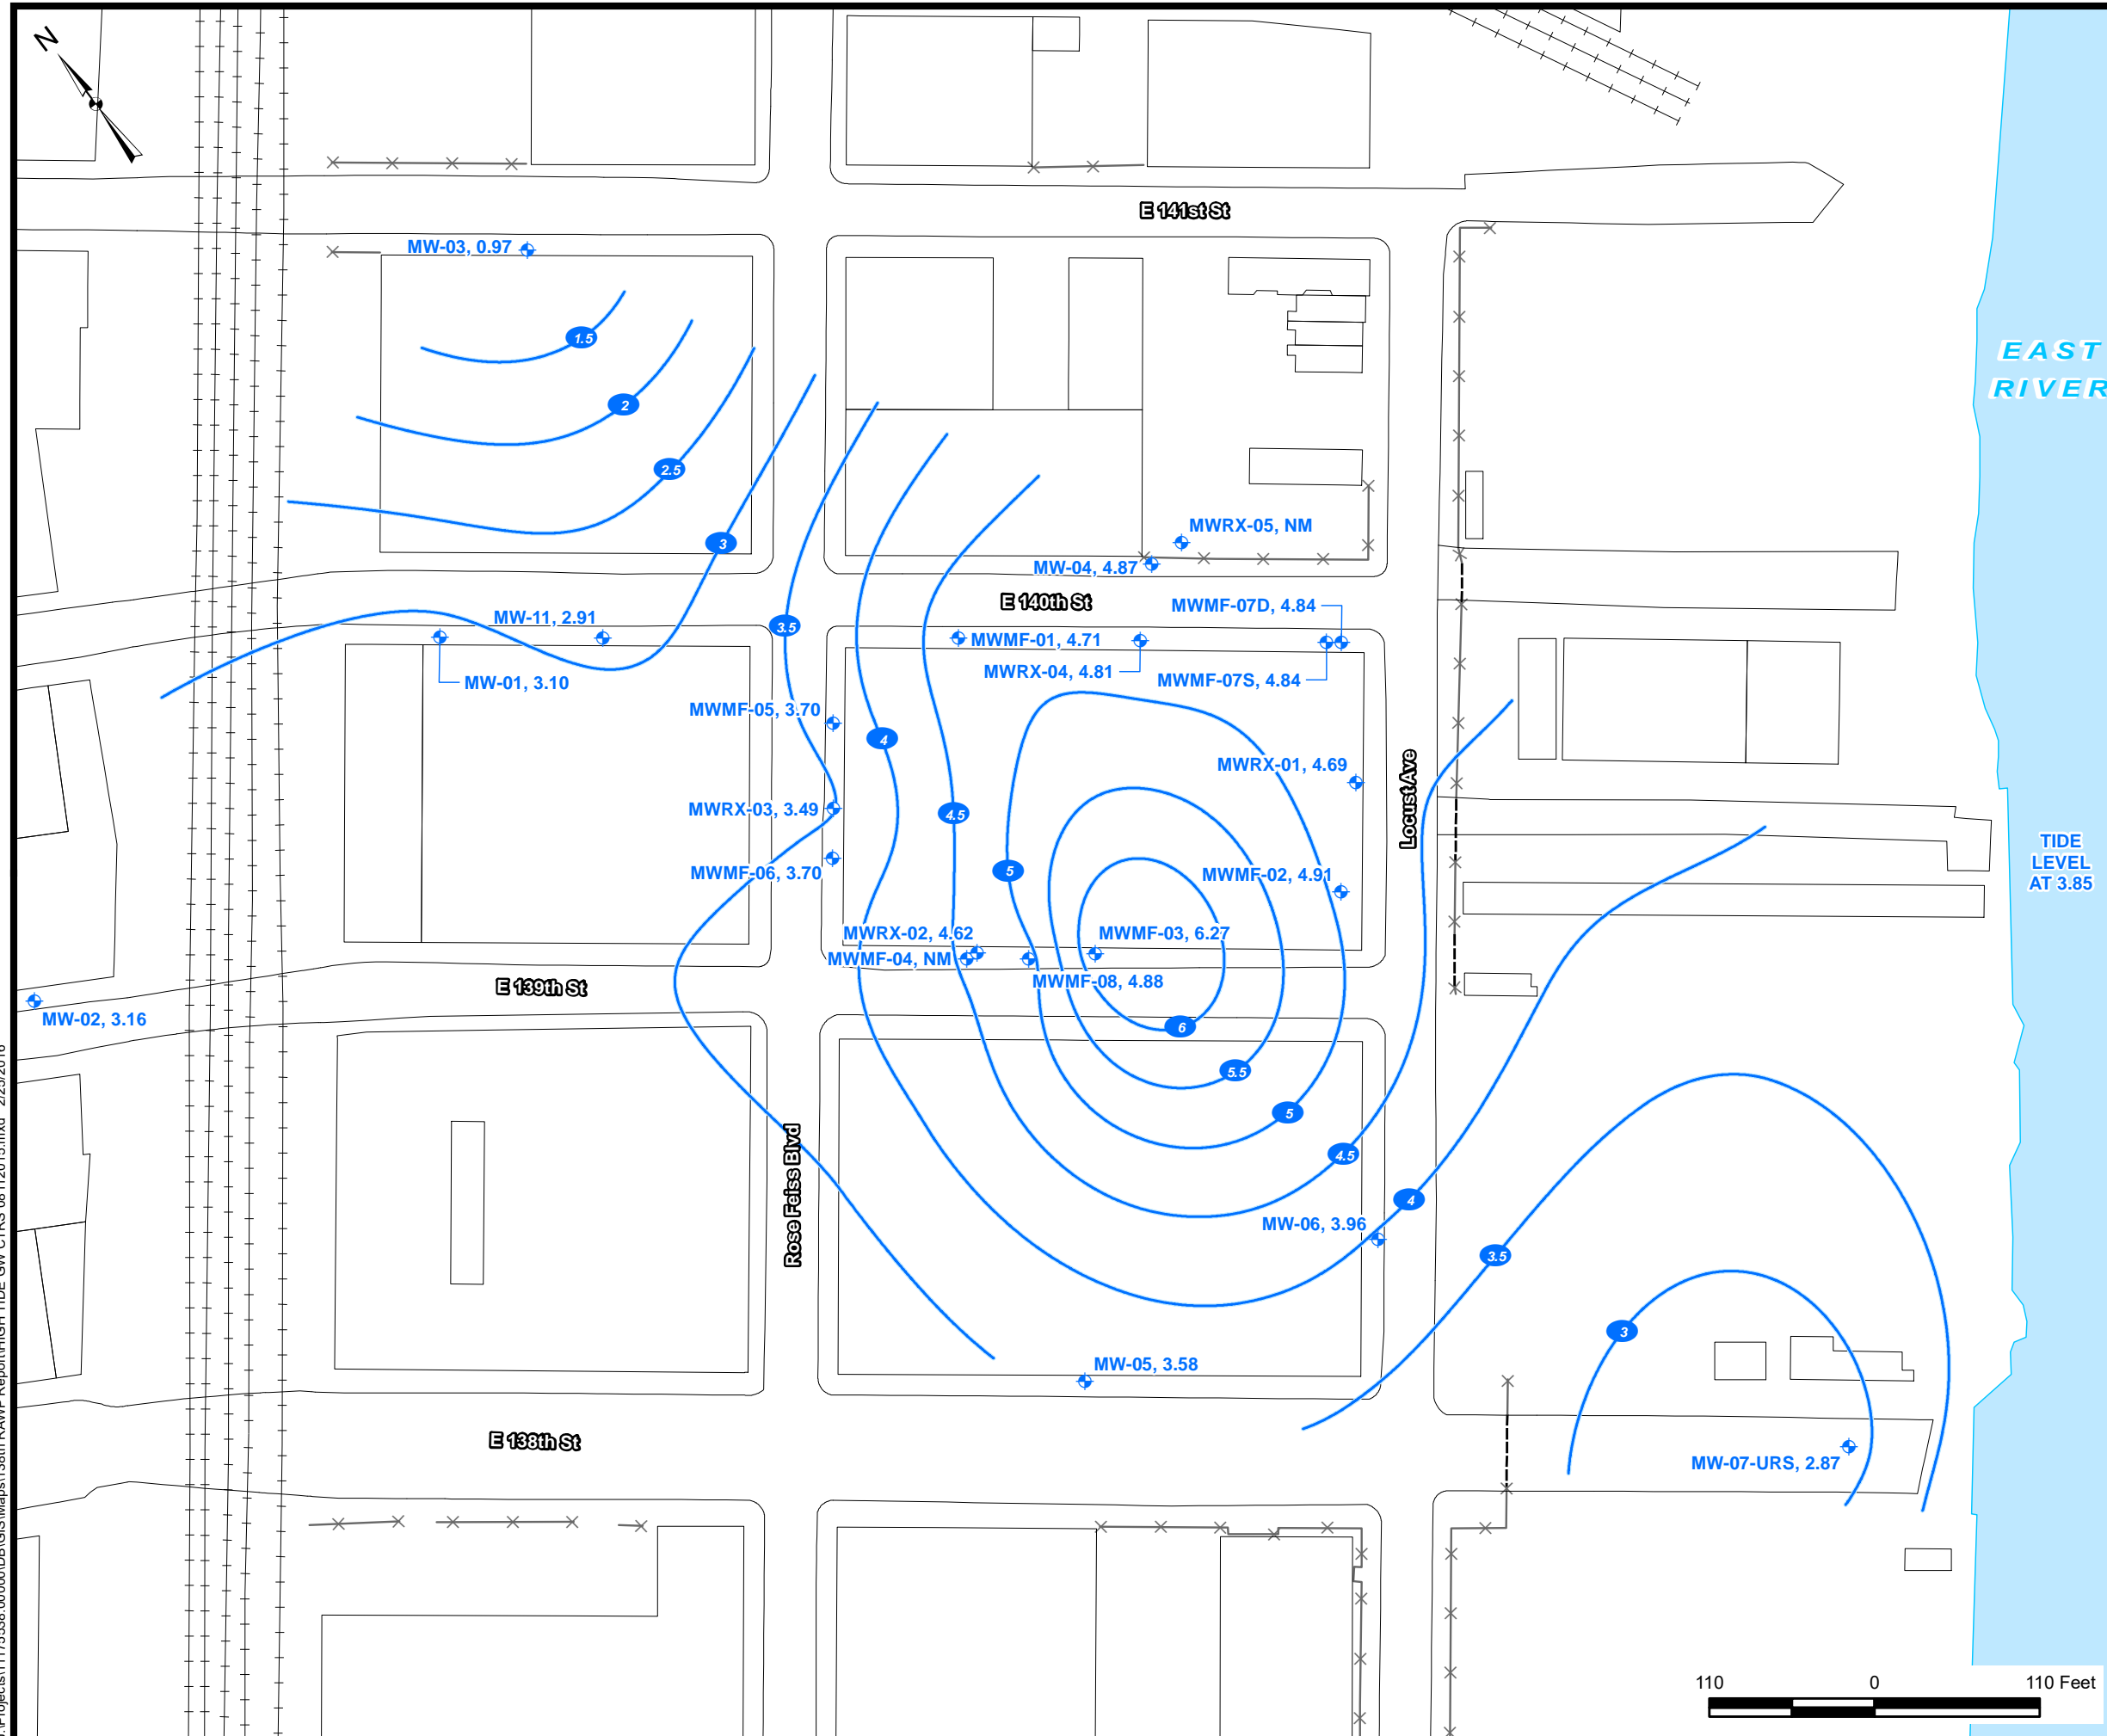 N
E 141st St
MW-03, 0.97
1.5
EAST
RIVER
2
2.5
MWRX-05, NM
3
MW-04, 4.87
E 140th St
MWMF-07D, 4.84
MW-11, 2.91
3.5
MWMF-01, 4.71
MWRX-04, 4.81
MWMF-07S, 4.84
MW-01, 3.10
MWMF-05, 3.70
4
MWRX-01, 4.69
Locust Ave
MWRX-03, 3.49
4.5
TIDE
LEVEL
AT 3.85
MWMF-06, 3.70
5
MWMF-02, 4.91
MWRX-02, 4.62
MWMF-03, 6.27
MWMF-04, NM
MWMF-08, 4.88
E 139th St
MW-02, 3.16
6
5.5
5
4.5
Rose Feiss Blvd
4
MW-06, 3.96
3.5
3
MW-05, 3.58
E 138th St
MW-07-URS, 2.87
110 0 110 Feet